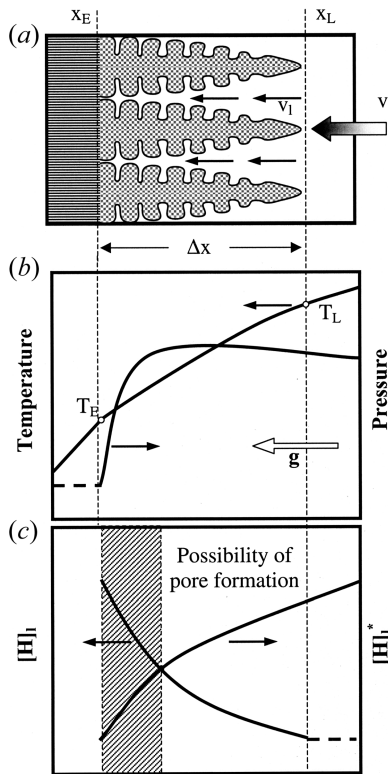 x_E x_L
(a)
v_l v
Δx
(b)
Temperature
Pressure
T_L
T_E
g
(c)
Possibility of
pore formation
[H]_l
[H]_l^*